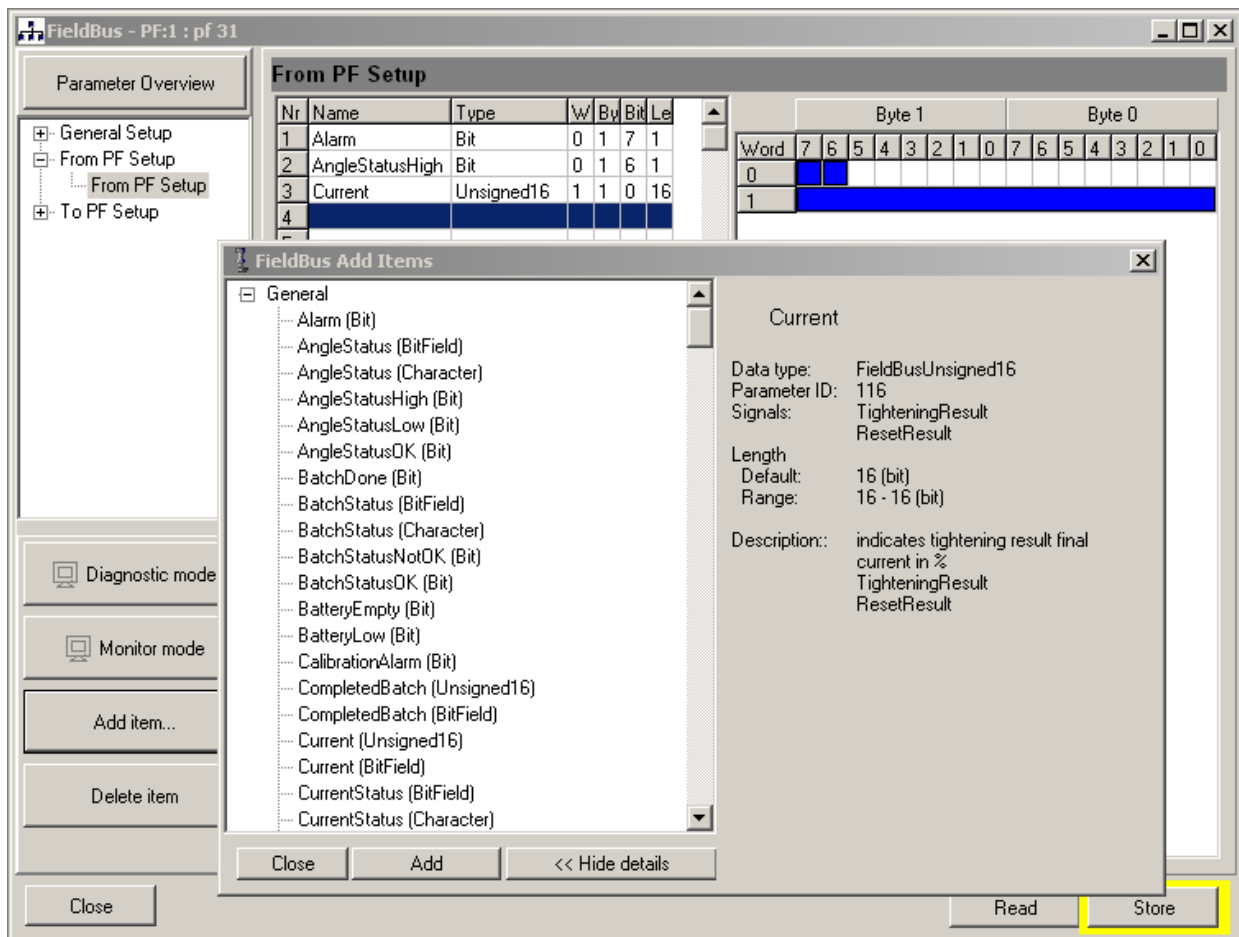 FieldBus - PF:1 : pf 31
Parameter Overview
General Setup
From PF Setup
From PF Setup
To PF Setup
From PF Setup
Nr Name Type W By Bit Le
1 Alarm Bit 0 1 7 1
2 AngleStatusHigh Bit 0 1 6 1
3 Current Unsigned16 1 1 0 16
4
Byte 1 Byte 0
Word 7 6 5 4 3 2 1 0 7 6 5 4 3 2 1 0
0
1
FieldBus Add Items
General
Alarm (Bit)
AngleStatus (BitField)
AngleStatus (Character)
AngleStatusHigh (Bit)
AngleStatusLow (Bit)
AngleStatusOK (Bit)
BatchDone (Bit)
BatchStatus (BitField)
BatchStatus (Character)
BatchStatusNotOK (Bit)
BatchStatusOK (Bit)
BatteryEmpty (Bit)
BatteryLow (Bit)
CalibrationAlarm (Bit)
CompletedBatch (Unsigned16)
CompletedBatch (BitField)
Current (Unsigned16)
Current (BitField)
CurrentStatus (BitField)
CurrentStatus (Character)
Current
Data type: FieldBusUnsigned16
Parameter ID: 116
Signals: TighteningResult
ResetResult
Length
Default: 16 (bit)
Range: 16 - 16 (bit)
Description:: indicates tightening result final
current in %
TighteningResult
ResetResult
Close Add << Hide details
Diagnostic mode
Monitor mode
Add item...
Delete item
Close Read Store